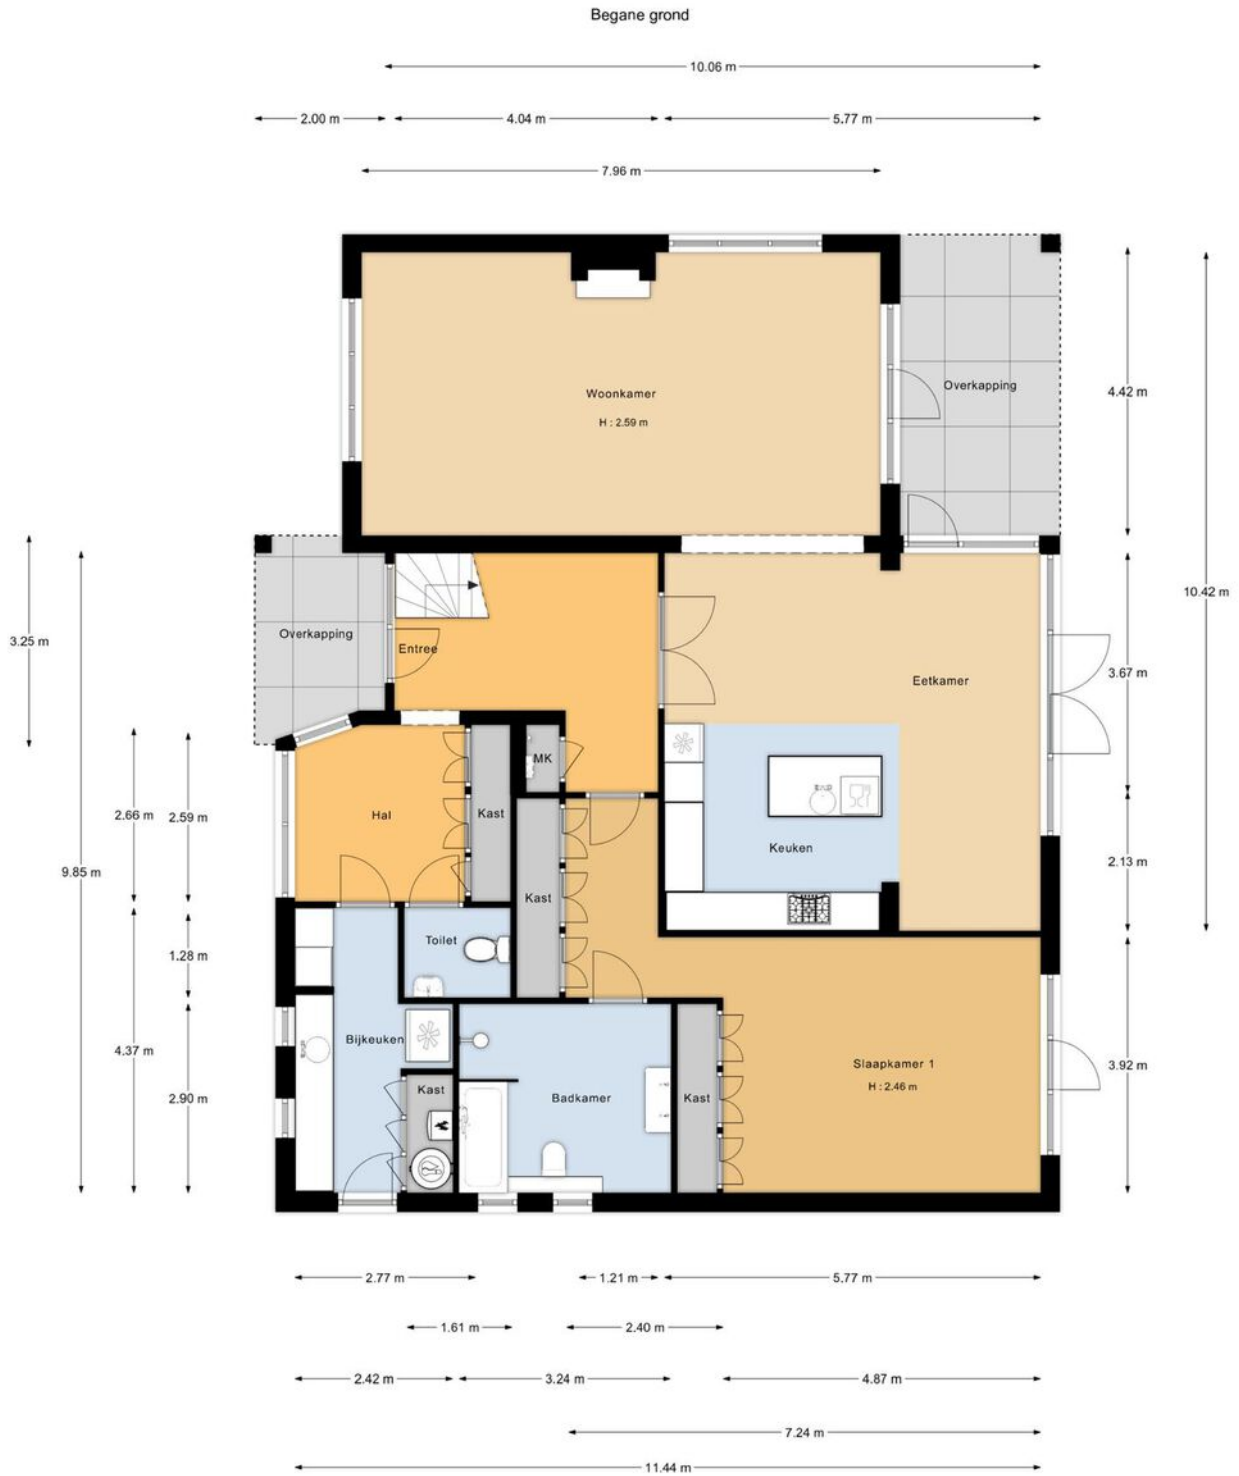 Begane grond
10.06 m
2.00 m
4.04 m
5.77 m
7.96 m
Woonkamer
H : 2.59 m
Overkapping
4.42 m
10.42 m
3.25 m
Overkapping
Entree
Eetkamer
3.67 m
MK
Hal
Kast
2.66 m
2.59 m
Keuken
2.13 m
9.85 m
Kast
Toilet
1.28 m
Bijkeuken
4.37 m
Slaapkamer 1
H : 2.46 m
3.92 m
Kast
Badkamer
Kast
2.90 m
2.77 m
1.21 m
5.77 m
1.61 m
2.40 m
2.42 m
3.24 m
4.87 m
7.24 m
11.44 m